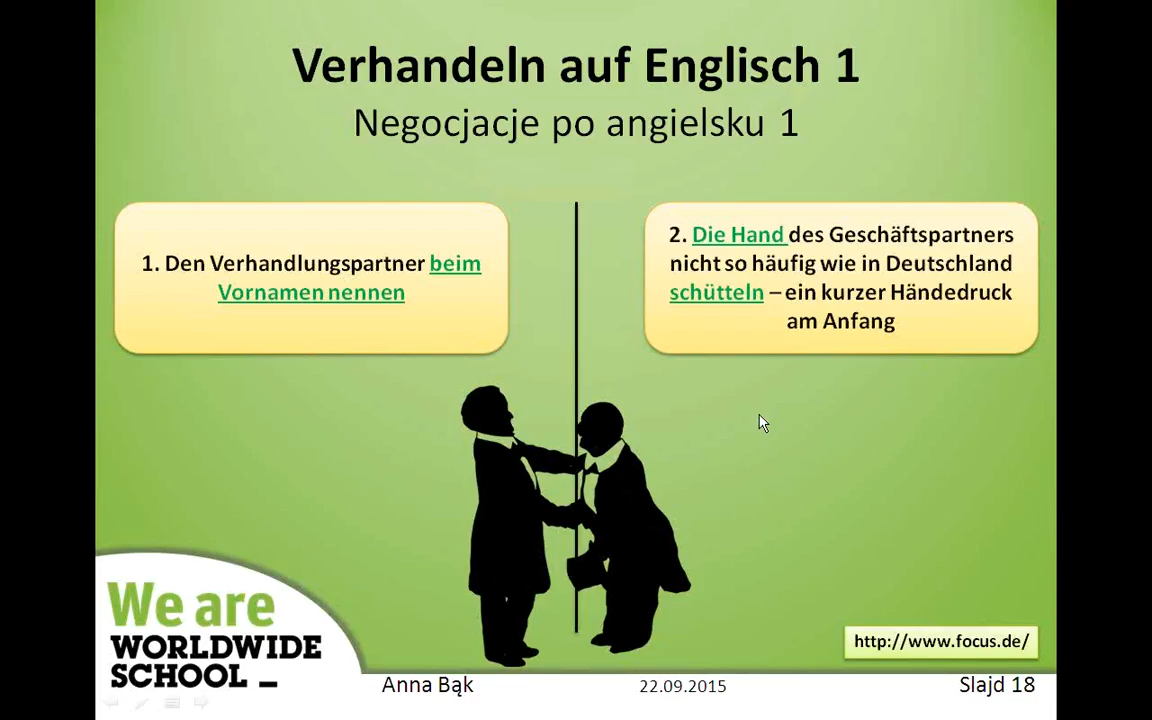 Verhandeln auf Englisch 1
Negocjacje po angielsku 1
1. Den Verhandlungspartner beim
Vornamen nennen
2. Die Hand des Geschäftspartners
nicht so häufig wie in Deutschland
schütteln – ein kurzer Händedruck
am Anfang
We are
WORLDWIDE
SCHOOL _
http://www.focus.de/
Anna Bąk
22.09.2015
Slajd 18